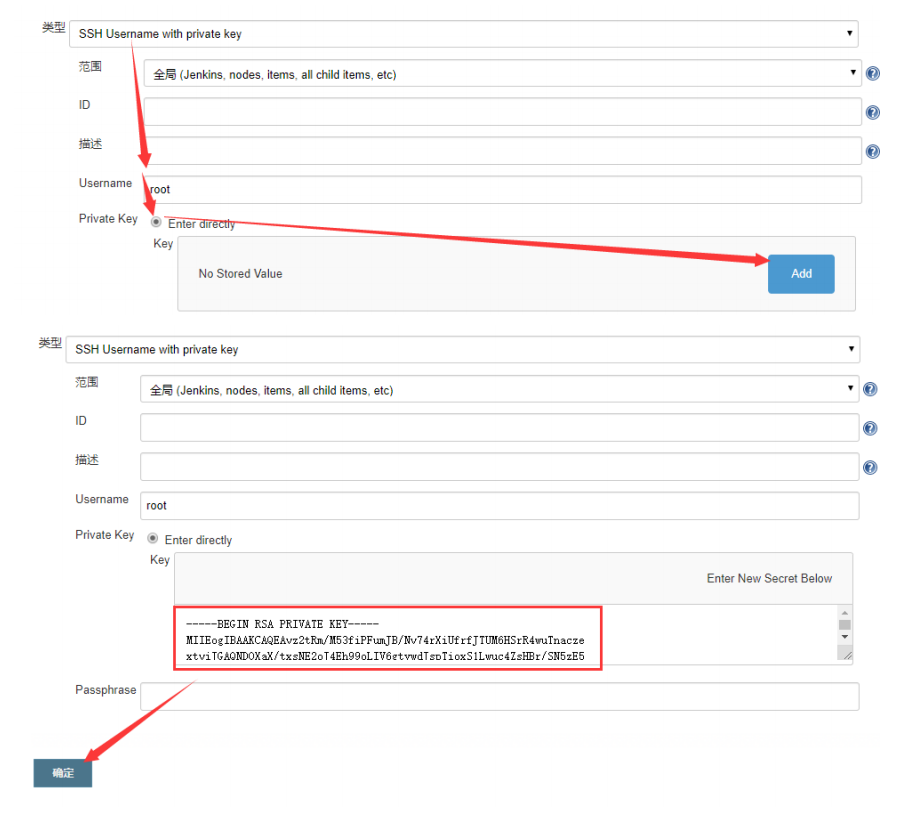 类型 SSH Username with private key
范围 全局 (Jenkins, nodes, items, all child items, etc)
ID
描述
Username root
Private Key Enter directly
Key
No Stored Value Add
类型 SSH Username with private key
范围 全局 (Jenkins, nodes, items, all child items, etc)
ID
描述
Username root
Private Key Enter directly
Key
Enter New Secret Below
-----BEGIN RSA PRIVATE KEY-----
MIIEogIBAAKCAQEAvz2tRm/M53fiPFumJB/Nv74rXiUfrfJTUM6HSrR4wuTnacze
xtviTGAQNDOXaX/txsNE2oT4Eh99oLIV6gtvwdTspTioxS1Lwuc4ZsHBr/SN5zE5
Passphrase
确定